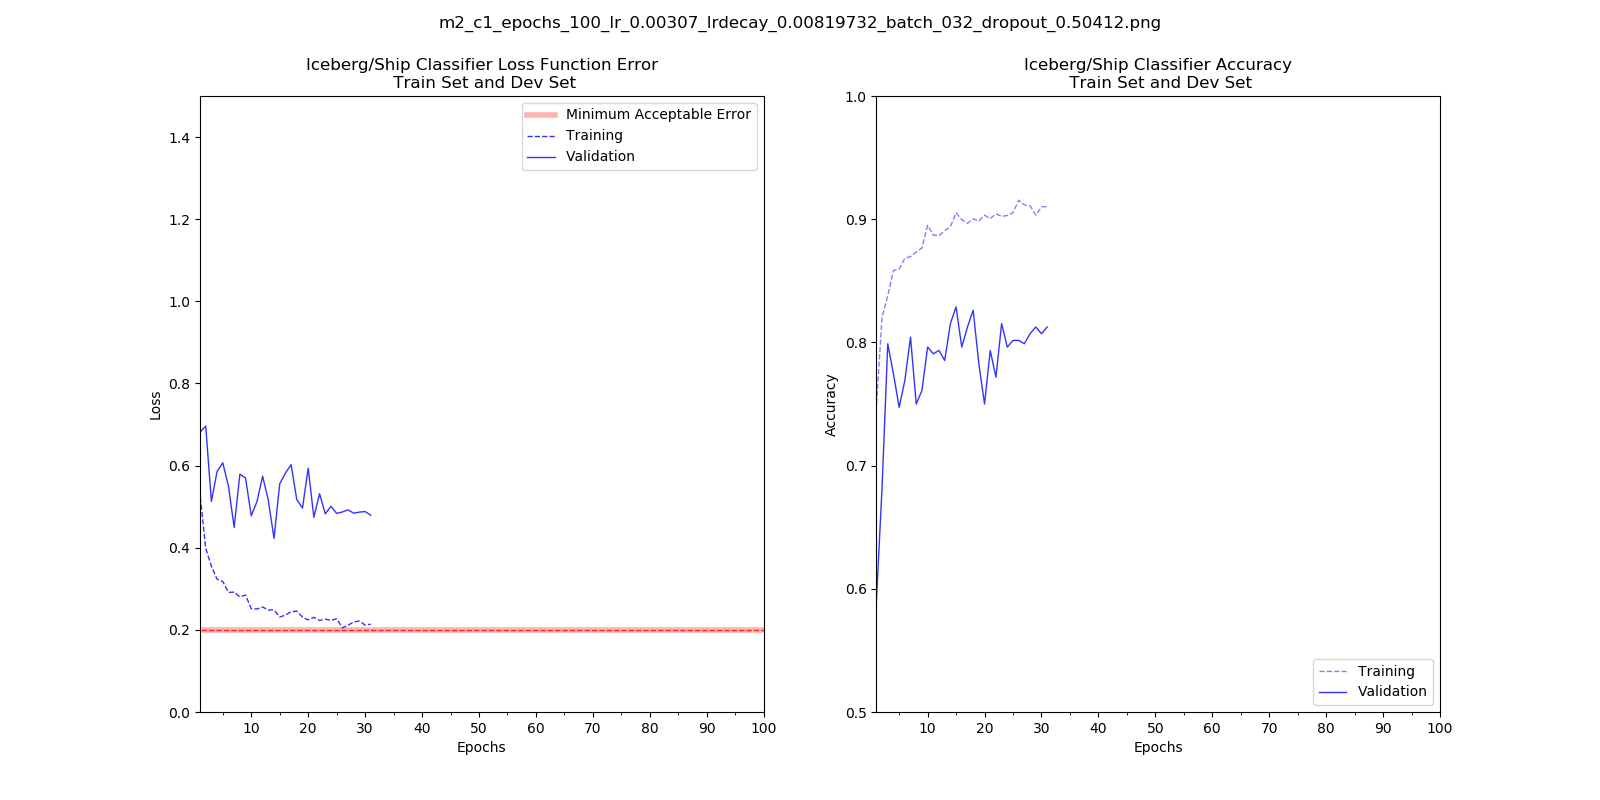 m2_c1_epochs_100_lr_0.00307_lrdecay_0.00819732_batch_032_dropout_0.50412.png
Iceberg/Ship Classifier Loss Function Error
Train Set and Dev Set
Minimum Acceptable Error
Training
Validation
1.4
1.2
1.0
0.8
0.6
0.4
0.2
0.0
Loss
10 20 30 40 50 60 70 80 90 100
Epochs
Iceberg/Ship Classifier Accuracy
Train Set and Dev Set
1.0
0.9
0.8
0.7
0.6
0.5
Accuracy
Training
Validation
10 20 30 40 50 60 70 80 90 100
Epochs